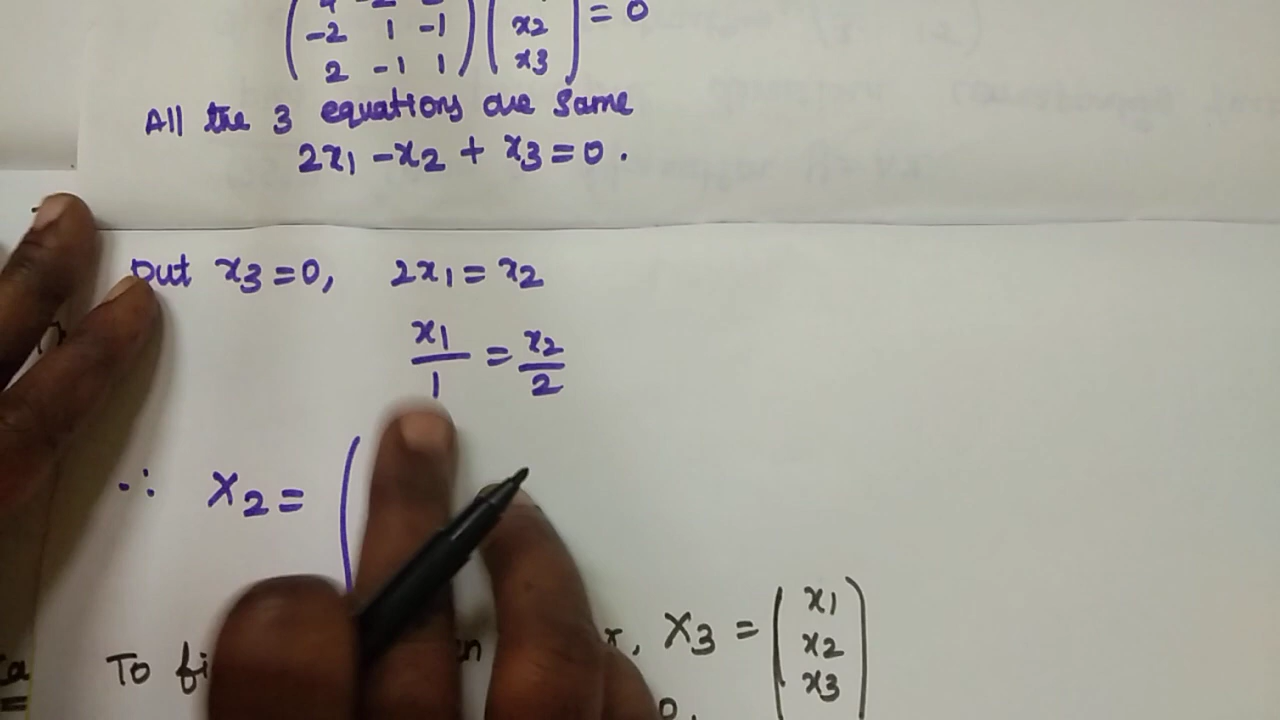 -2 1 -1 x2 = 0
2 -1 1 x3
All the 3 equations are same
2x1 - x2 + x3 = 0.
put x3 = 0, 2x1 = x2
x1/1 = x2/2
∴ X2 = (
To fi
X3 = (x1
x2
x3)